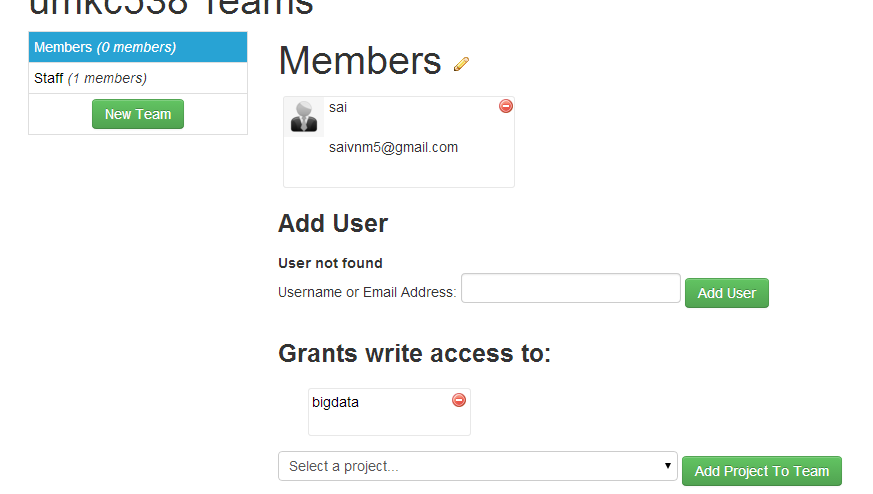 umkc538 Teams
Members (0 members)
Staff (1 members)
New Team
Members
sai
saivnm5@gmail.com
Add User
User not found
Username or Email Address:
Add User
Grants write access to:
bigdata
Select a project...
Add Project To Team